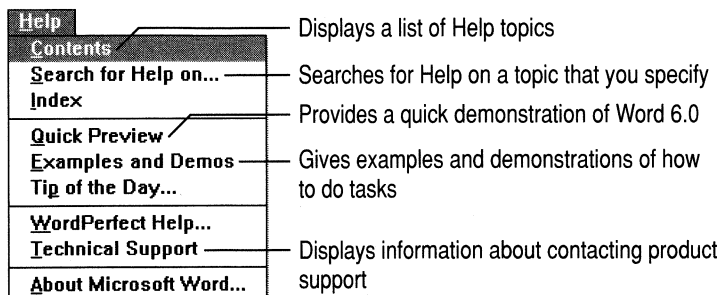 Help
Contents
Displays a list of Help topics
Search for Help on...
Searches for Help on a topic that you specify
Index
Provides a quick demonstration of Word 6.0
Quick Preview
Examples and Demos
Gives examples and demonstrations of how
to do tasks
Tip of the Day...
WordPerfect Help...
Technical Support
Displays information about contacting product
support
About Microsoft Word...